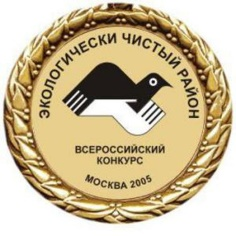 ЭКОЛОГИЧЕСКИ ЧИСТЫЙ РАЙОН
ВСЕРОССИЙСКИЙ
КОНКУРС
МОСКВА 2005